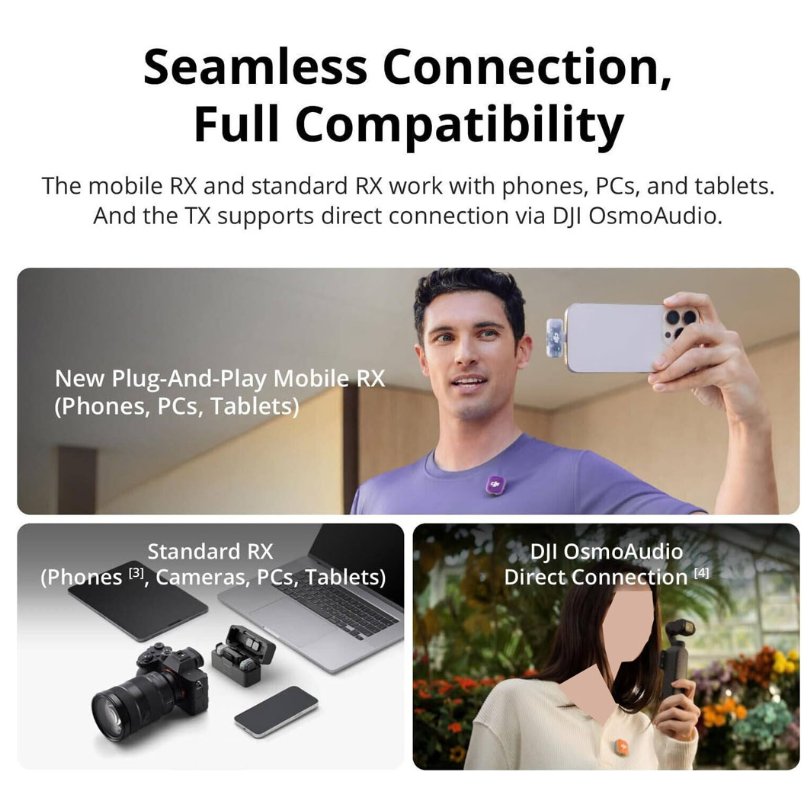 Seamless Connection,
Full Compatibility
The mobile RX and standard RX work with phones, PCs, and tablets.
And the TX supports direct connection via DJI OsmoAudio.
New Plug-And-Play Mobile RX
(Phones, PCs, Tablets)
Standard RX
(Phones [3], Cameras, PCs, Tablets)
DJI OsmoAudio
Direct Connection [4]